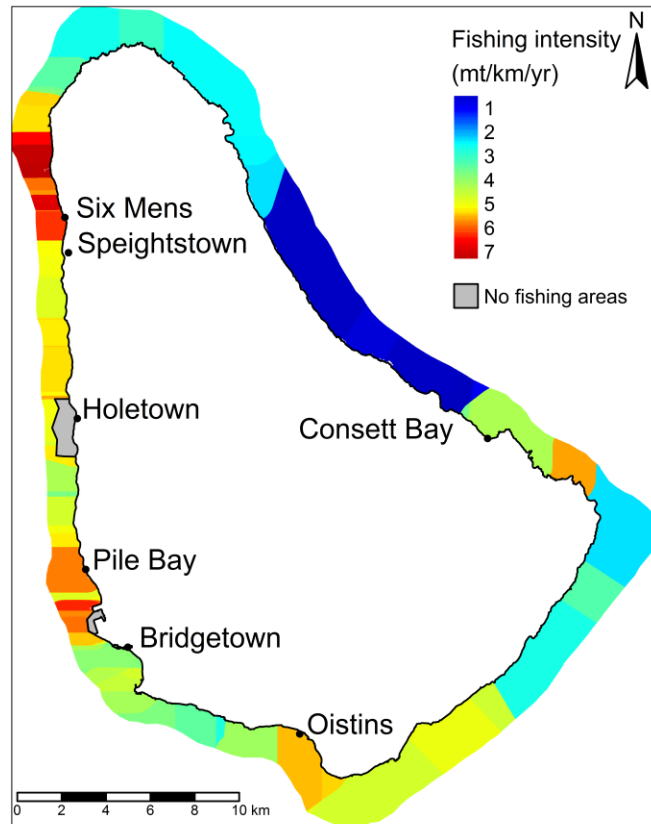 N
Fishing intensity
(mt/km/yr)
1
2
3
4
5
6
7
No fishing areas
Six Mens
Speightstown
Holetown
Consett Bay
Pile Bay
Bridgetown
Oistins
0 2 4 6 8 10 km